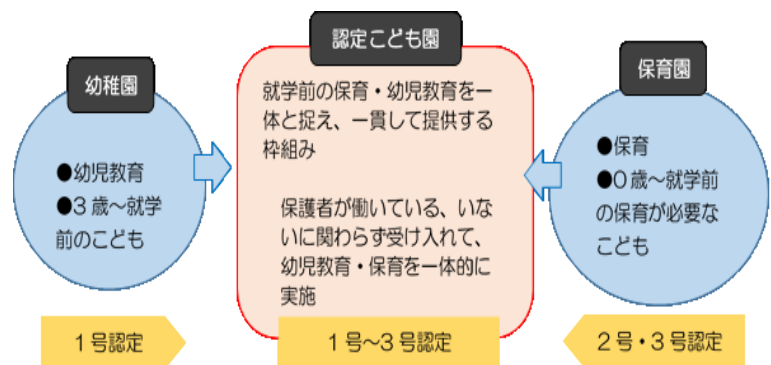 幼稚園
●幼児教育
●3歳~就学
前のこども
1号認定
認定こども園
就学前の保育・幼児教育を一
体と捉え、一貫して提供する
枠組み
保護者が働いている、いな
いに関わらず受け入れて、
幼児教育・保育を一体的に
実施
1号~3号認定
保育園
●保育
●0歳~就学前
の保育が必要な
こども
2号・3号認定